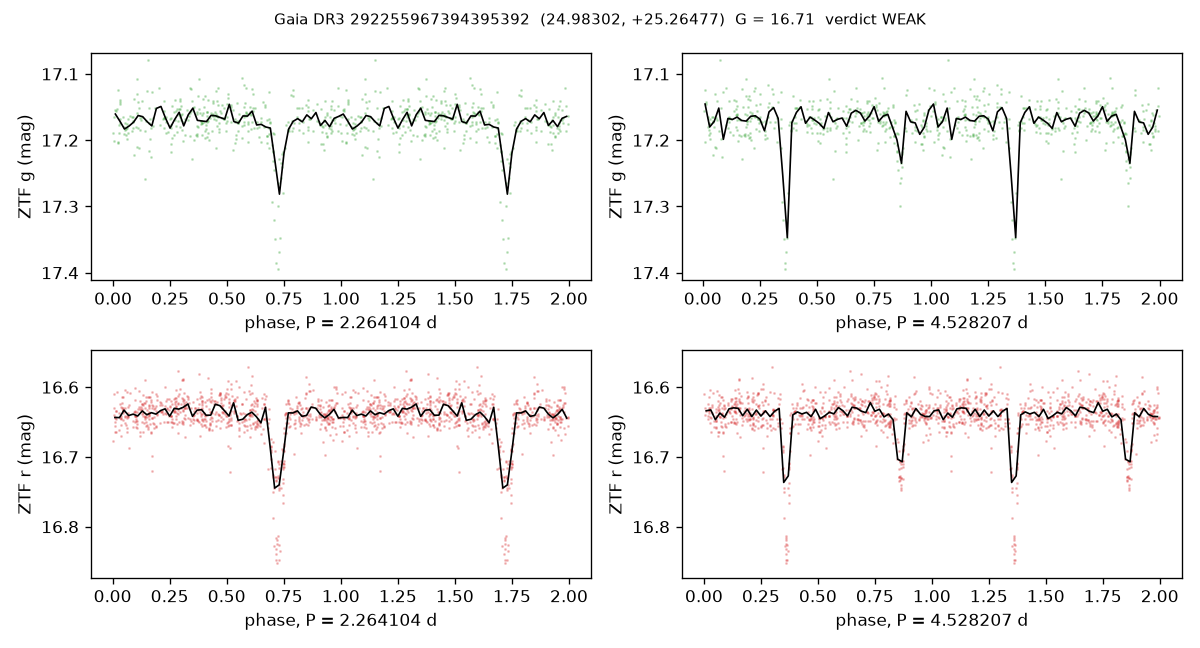 Gaia DR3 292255967394395392  (24.98302, +25.26477)  G = 16.71  verdict WEAK
17.1
17.2
17.3
17.4
ZTF g (mag)
0.00 0.25 0.50 0.75 1.00 1.25 1.50 1.75 2.00
phase, P = 2.264104 d
17.1
17.2
17.3
17.4
ZTF g (mag)
0.00 0.25 0.50 0.75 1.00 1.25 1.50 1.75 2.00
phase, P = 4.528207 d
16.6
16.7
16.8
ZTF r (mag)
0.00 0.25 0.50 0.75 1.00 1.25 1.50 1.75 2.00
phase, P = 2.264104 d
16.6
16.7
16.8
ZTF r (mag)
0.00 0.25 0.50 0.75 1.00 1.25 1.50 1.75 2.00
phase, P = 4.528207 d